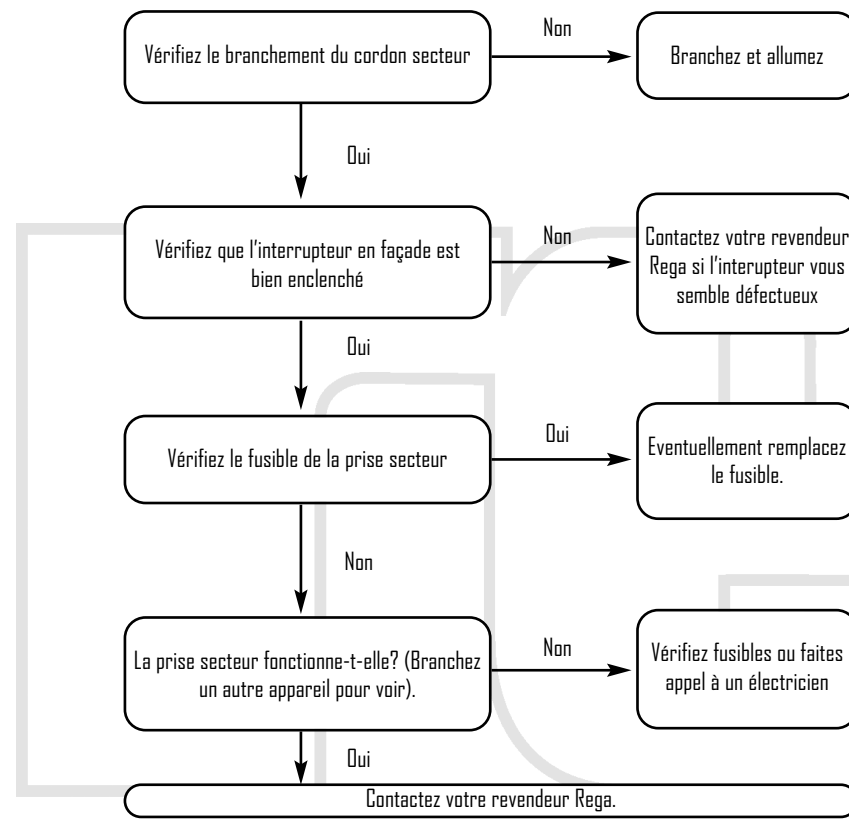 Non
Vérifiez le branchement du cordon secteur
Branchez et allumez
Oui
Vérifiez que l'interrupteur en façade est
bien enclenché
Non
Contactez votre revendeur
Rega si l'interupteur vous
semble défectueux
Oui
Vérifiez le fusible de la prise secteur
Oui
Eventuellement remplacez
le fusible.
Non
La prise secteur fonctionne-t-elle? (Branchez
un autre appareil pour voir).
Non
Vérifiez fusibles ou faites
appel à un électricien
Oui
Contactez votre revendeur Rega.